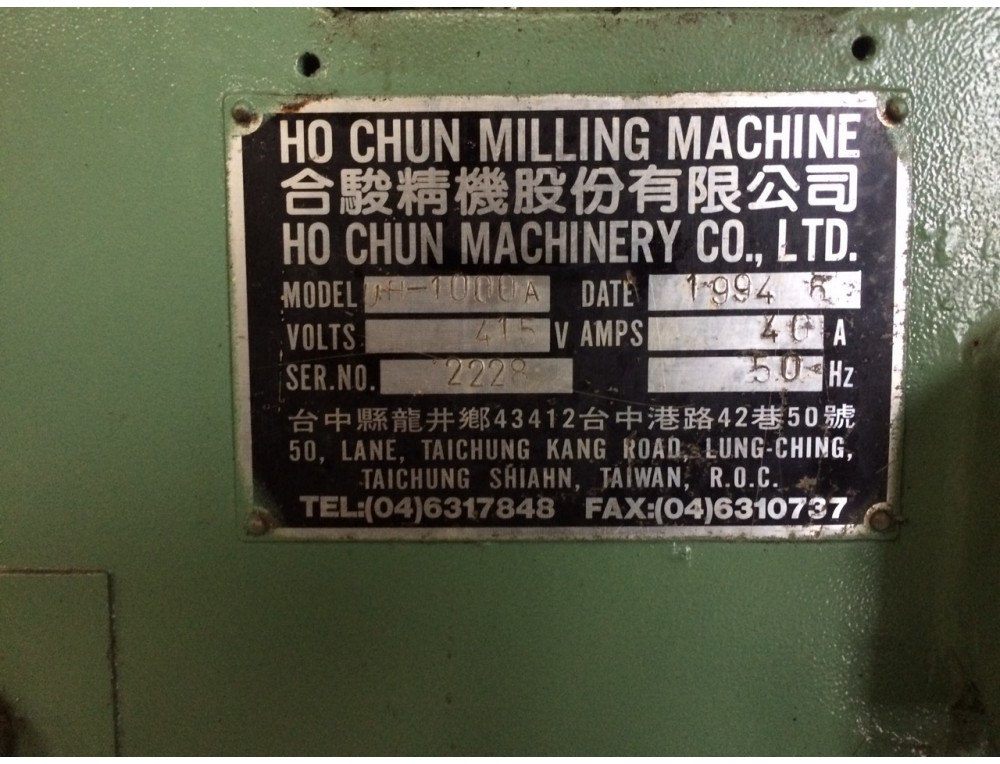 HO CHUN MILLING MACHINE
合駿精機股份有限公司
HO CHUN MACHINERY CO., LTD.
MODEL DATE 1994
VOLTS 415 V AMPS 40 A
SER.NO. 2228 50 Hz
台中縣龍井鄉43412台中港路42巷50號
50, LANE, TAICHUNG KANG ROAD, LUNG-CHING,
TAICHUNG SHIAHN, TAIWAN, R.O.C.
TEL:(04)6317848 FAX:(04)6310737